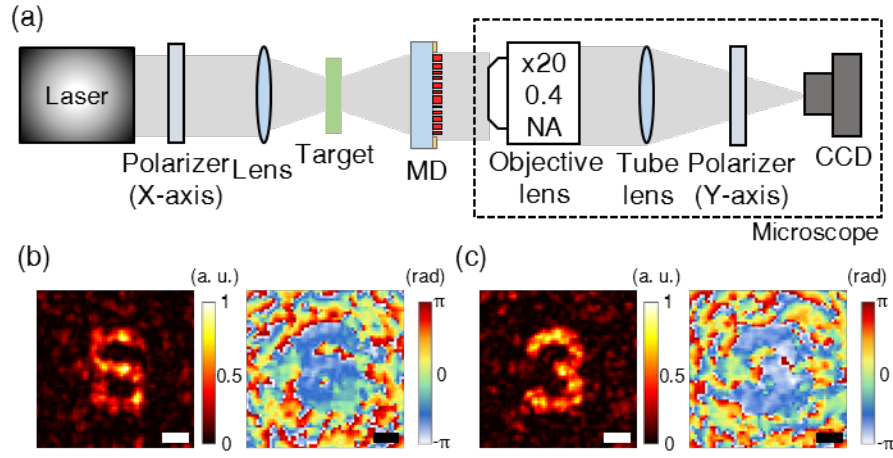 (a)
Laser
x20
0.4
NA
Polarizer
(X-axis)
Lens
Target
MD
Objective
lens
Tube
lens
Polarizer
(Y-axis)
CCD
Microscope
(b)
(a. u.)
1
0.5
0
(rad)
π
0
-π
(c)
(a. u.)
1
0.5
0
(rad)
π
0
-π
S
3